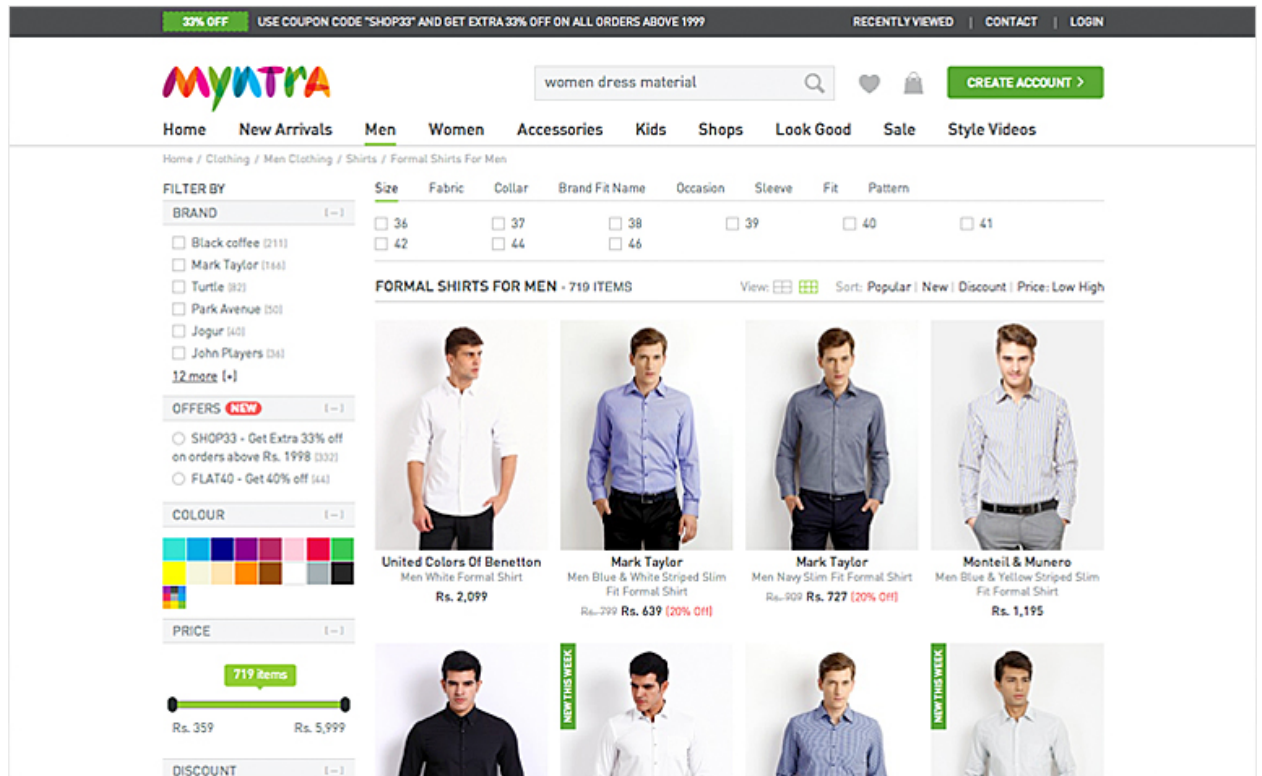 33% OFF USE COUPON CODE "SHOP33" AND GET EXTRA 33% OFF ON ALL ORDERS ABOVE 1999 RECENTLY VIEWED | CONTACT | LOGIN
myntra women dress material CREATE ACCOUNT >
Home New Arrivals Men Women Accessories Kids Shops Look Good Sale Style Videos
Home / Clothing / Men Clothing / Shirts / Formal Shirts For Men
FILTER BY
BRAND [-]
Black coffee [211]
Mark Taylor [166]
Turtle [82]
Park Avenue [50]
Jogur [40]
John Players [36]
12 more [+]
OFFERS NEW [-]
SHOP33 - Get Extra 33% off
on orders above Rs. 1998 [332]
FLAT40 - Get 40% off [44]
COLOUR [-]
PRICE [-]
719 items
Rs. 359 Rs. 5,999
DISCOUNT [-]
Size Fabric Collar Brand Fit Name Occasion Sleeve Fit Pattern
36 37 38 39 40 41
42 44 46
FORMAL SHIRTS FOR MEN - 719 ITEMS View: Sort: Popular | New | Discount | Price: Low High
United Colors Of Benetton
Men White Formal Shirt
Rs. 2,099
Mark Taylor
Men Blue & White Striped Slim
Fit Formal Shirt
Rs. 799 Rs. 639 [20% Off]
Mark Taylor
Men Navy Slim Fit Formal Shirt
Rs. 909 Rs. 727 [20% Off]
Monteil & Munero
Men Blue & Yellow Striped Slim
Fit Formal Shirt
Rs. 1,195
NEW THIS WEEK
NEW THIS WEEK